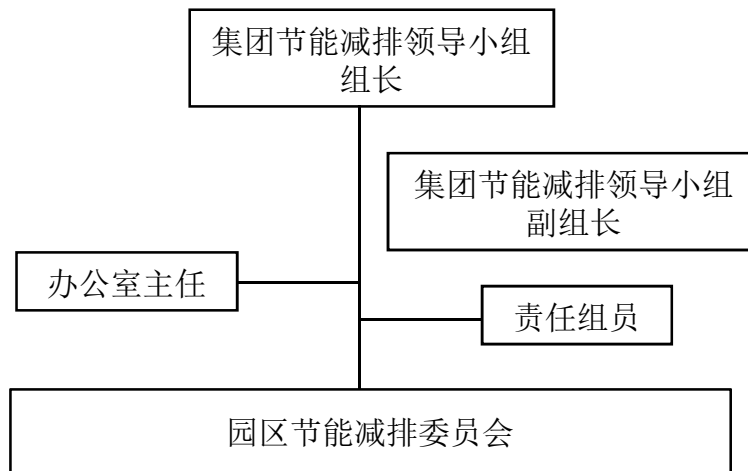 集团节能减排领导小组
组长
集团节能减排领导小组
副组长
办公室主任
责任组员
园区节能减排委员会